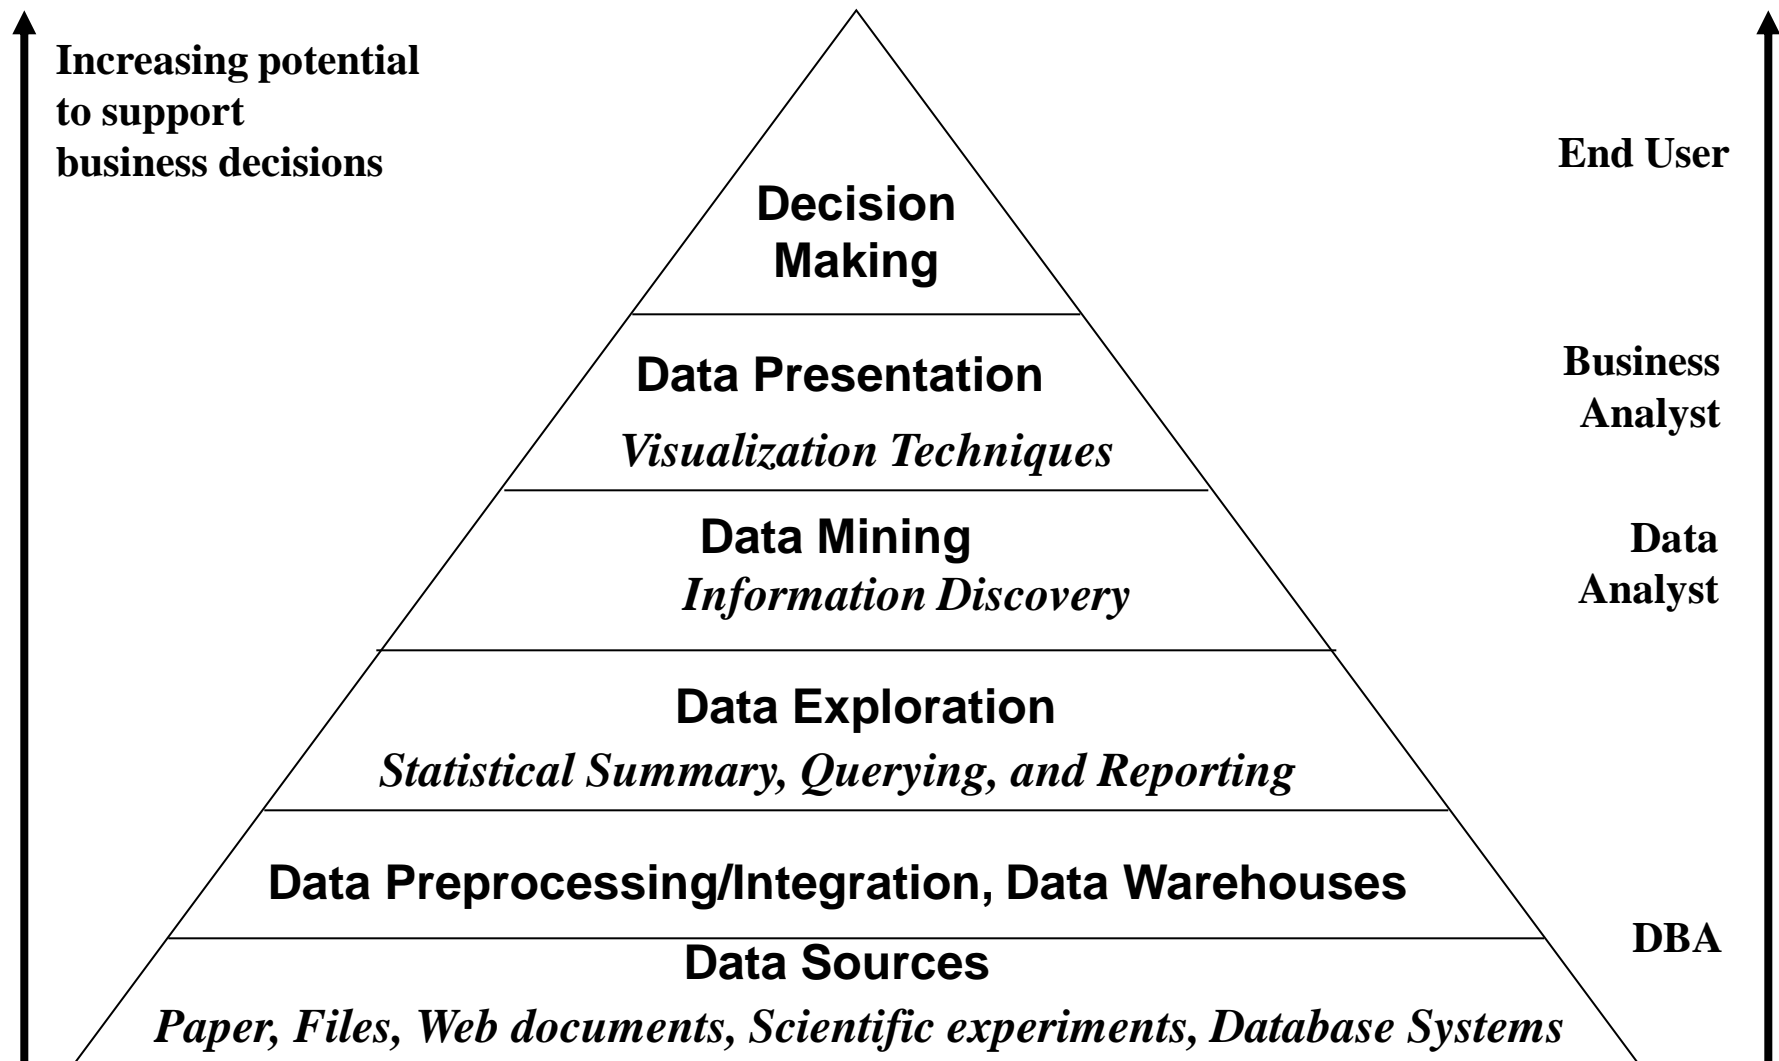 Increasing potential
to support
business decisions
End User
Decision
Making
Data Presentation
Visualization Techniques
Business
Analyst
Data Mining
Information Discovery
Data
Analyst
Data Exploration
Statistical Summary, Querying, and Reporting
Data Preprocessing/Integration, Data Warehouses
DBA
Data Sources
Paper, Files, Web documents, Scientific experiments, Database Systems